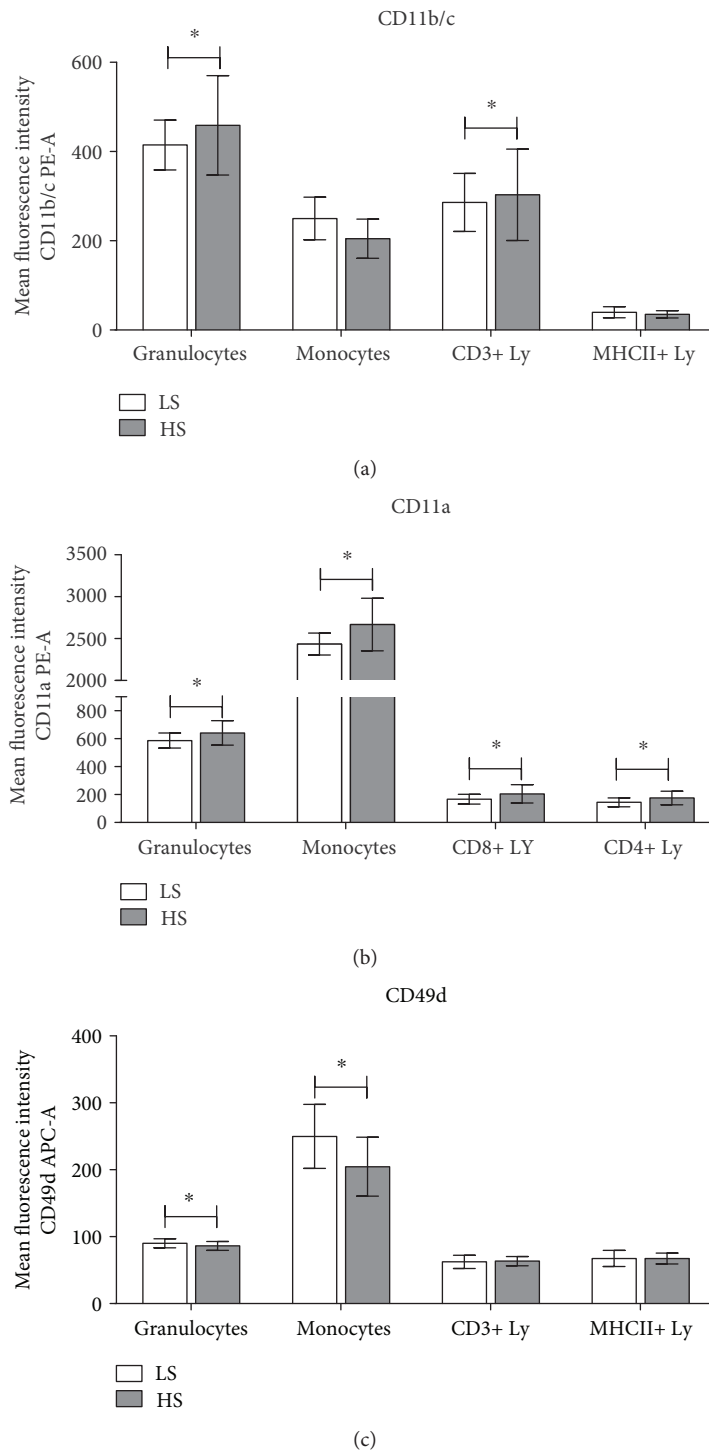 CD11b/c
Mean fluorescence intensity
CD11b/c PE-A
600
400
200
0
*
*
Granulocytes
Monocytes
CD3+ Ly
MHCII+ Ly
LS
HS
(a)
CD11a
Mean fluorescence intensity
CD11a PE-A
3500
3000
2500
2000
800
600
400
200
0
*
*
*
*
Granulocytes
Monocytes
CD8+ LY
CD4+ Ly
LS
HS
(b)
CD49d
Mean fluorescence intensity
CD49d APC-A
400
300
200
100
0
*
*
Granulocytes
Monocytes
CD3+ Ly
MHCII+ Ly
LS
HS
(c)